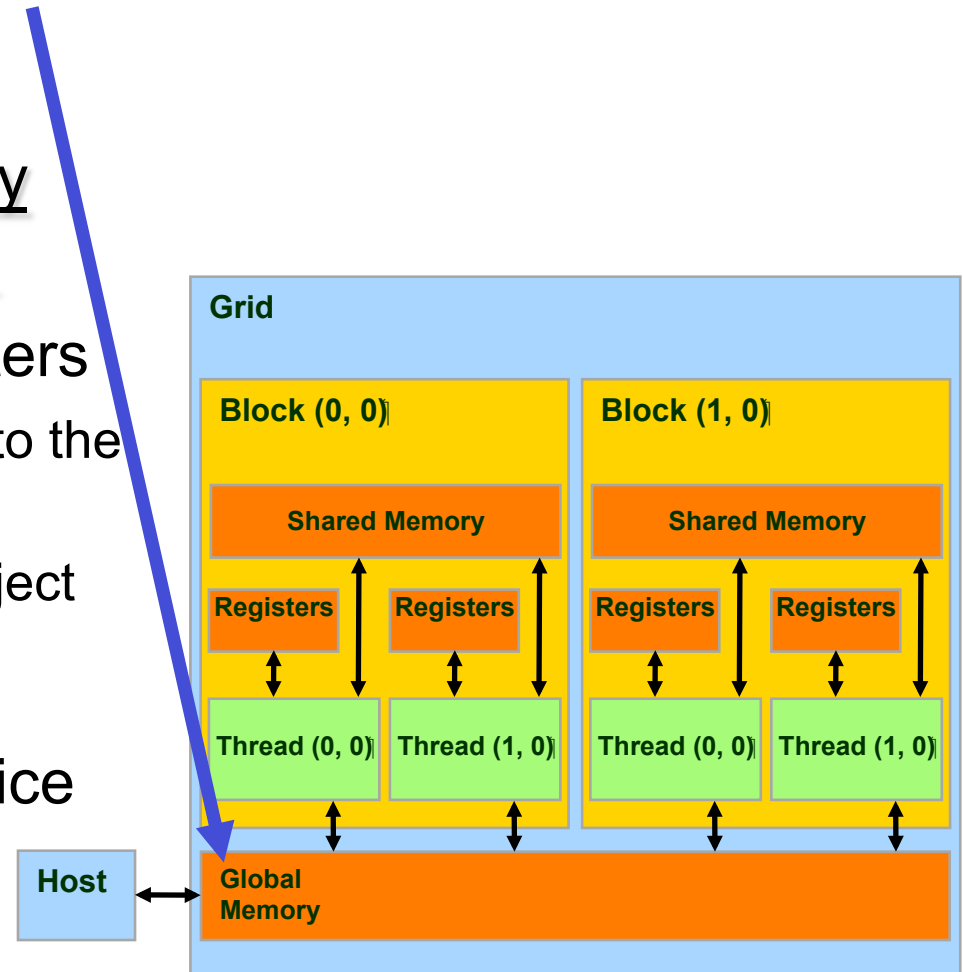 y
ers
to the
ject
ice
Grid
Block (0, 0)
Block (1, 0)
Shared Memory
Shared Memory
Registers
Registers
Registers
Registers
Thread (0, 0)
Thread (1, 0)
Thread (0, 0)
Thread (1, 0)
Host
Global
Memory